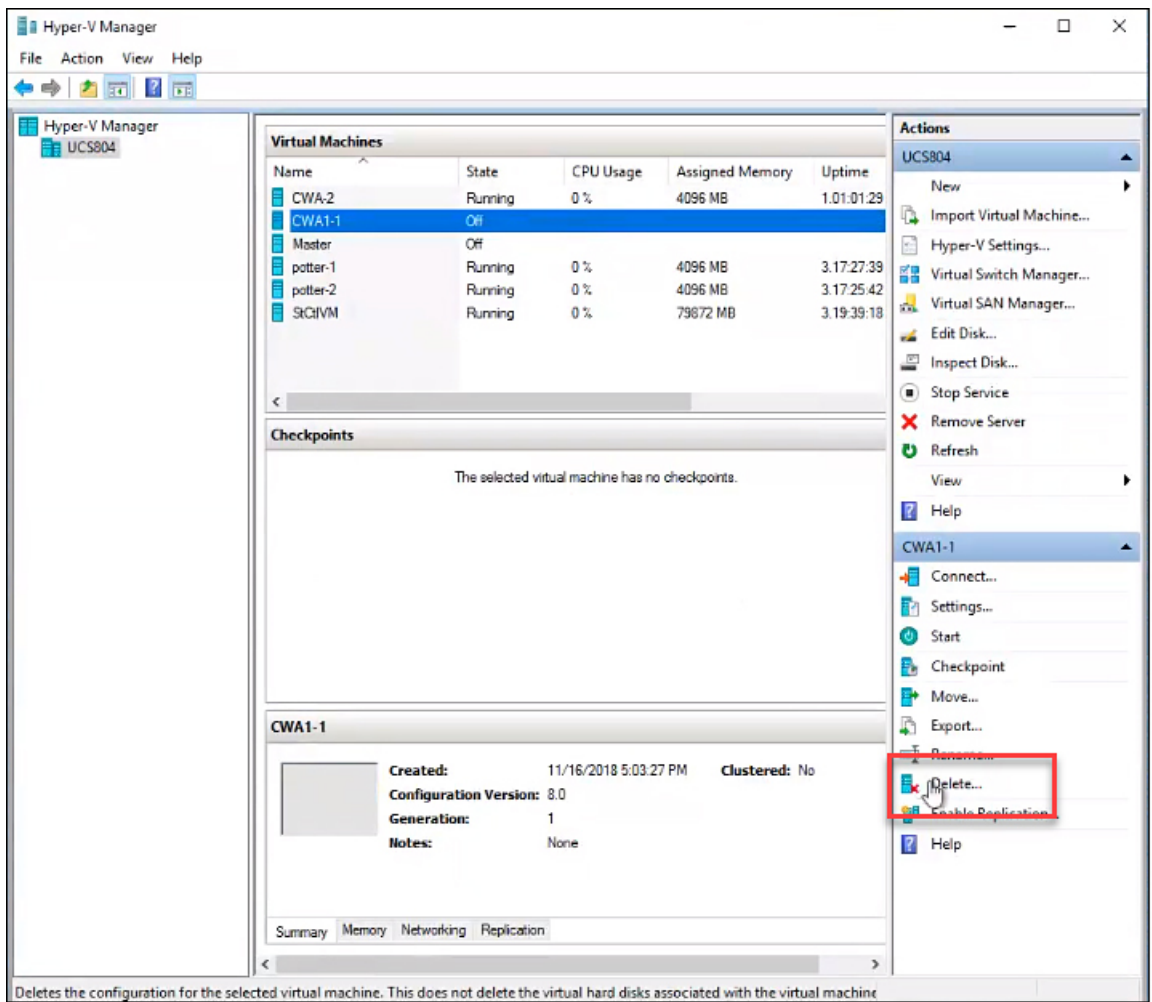 Hyper-V Manager
File Action View Help
Hyper-V Manager
UCS804
Virtual Machines
Name State CPU Usage Assigned Memory Uptime
CWA-2 Running 0 % 4096 MB 1.01:01:29
CWA1-1 Off
Master Off
potter-1 Running 0 % 4096 MB 3.17:27:39
potter-2 Running 0 % 4096 MB 3.17:25:42
StCtlVM Running 0 % 79872 MB 3.19:39:18
Checkpoints
The selected virtual machine has no checkpoints.
CWA1-1
Created: 11/16/2018 5:03:27 PM Clustered: No
Configuration Version: 8.0
Generation: 1
Notes: None
Summary Memory Networking Replication
Actions
UCS804
New
Import Virtual Machine...
Hyper-V Settings...
Virtual Switch Manager...
Virtual SAN Manager...
Edit Disk...
Inspect Disk...
Stop Service
Remove Server
Refresh
View
Help
CWA1-1
Connect...
Settings...
Start
Checkpoint
Move...
Export...
Rename...
Delete...
Enable Replication...
Help
Deletes the configuration for the selected virtual machine. This does not delete the virtual hard disks associated with the virtual machine